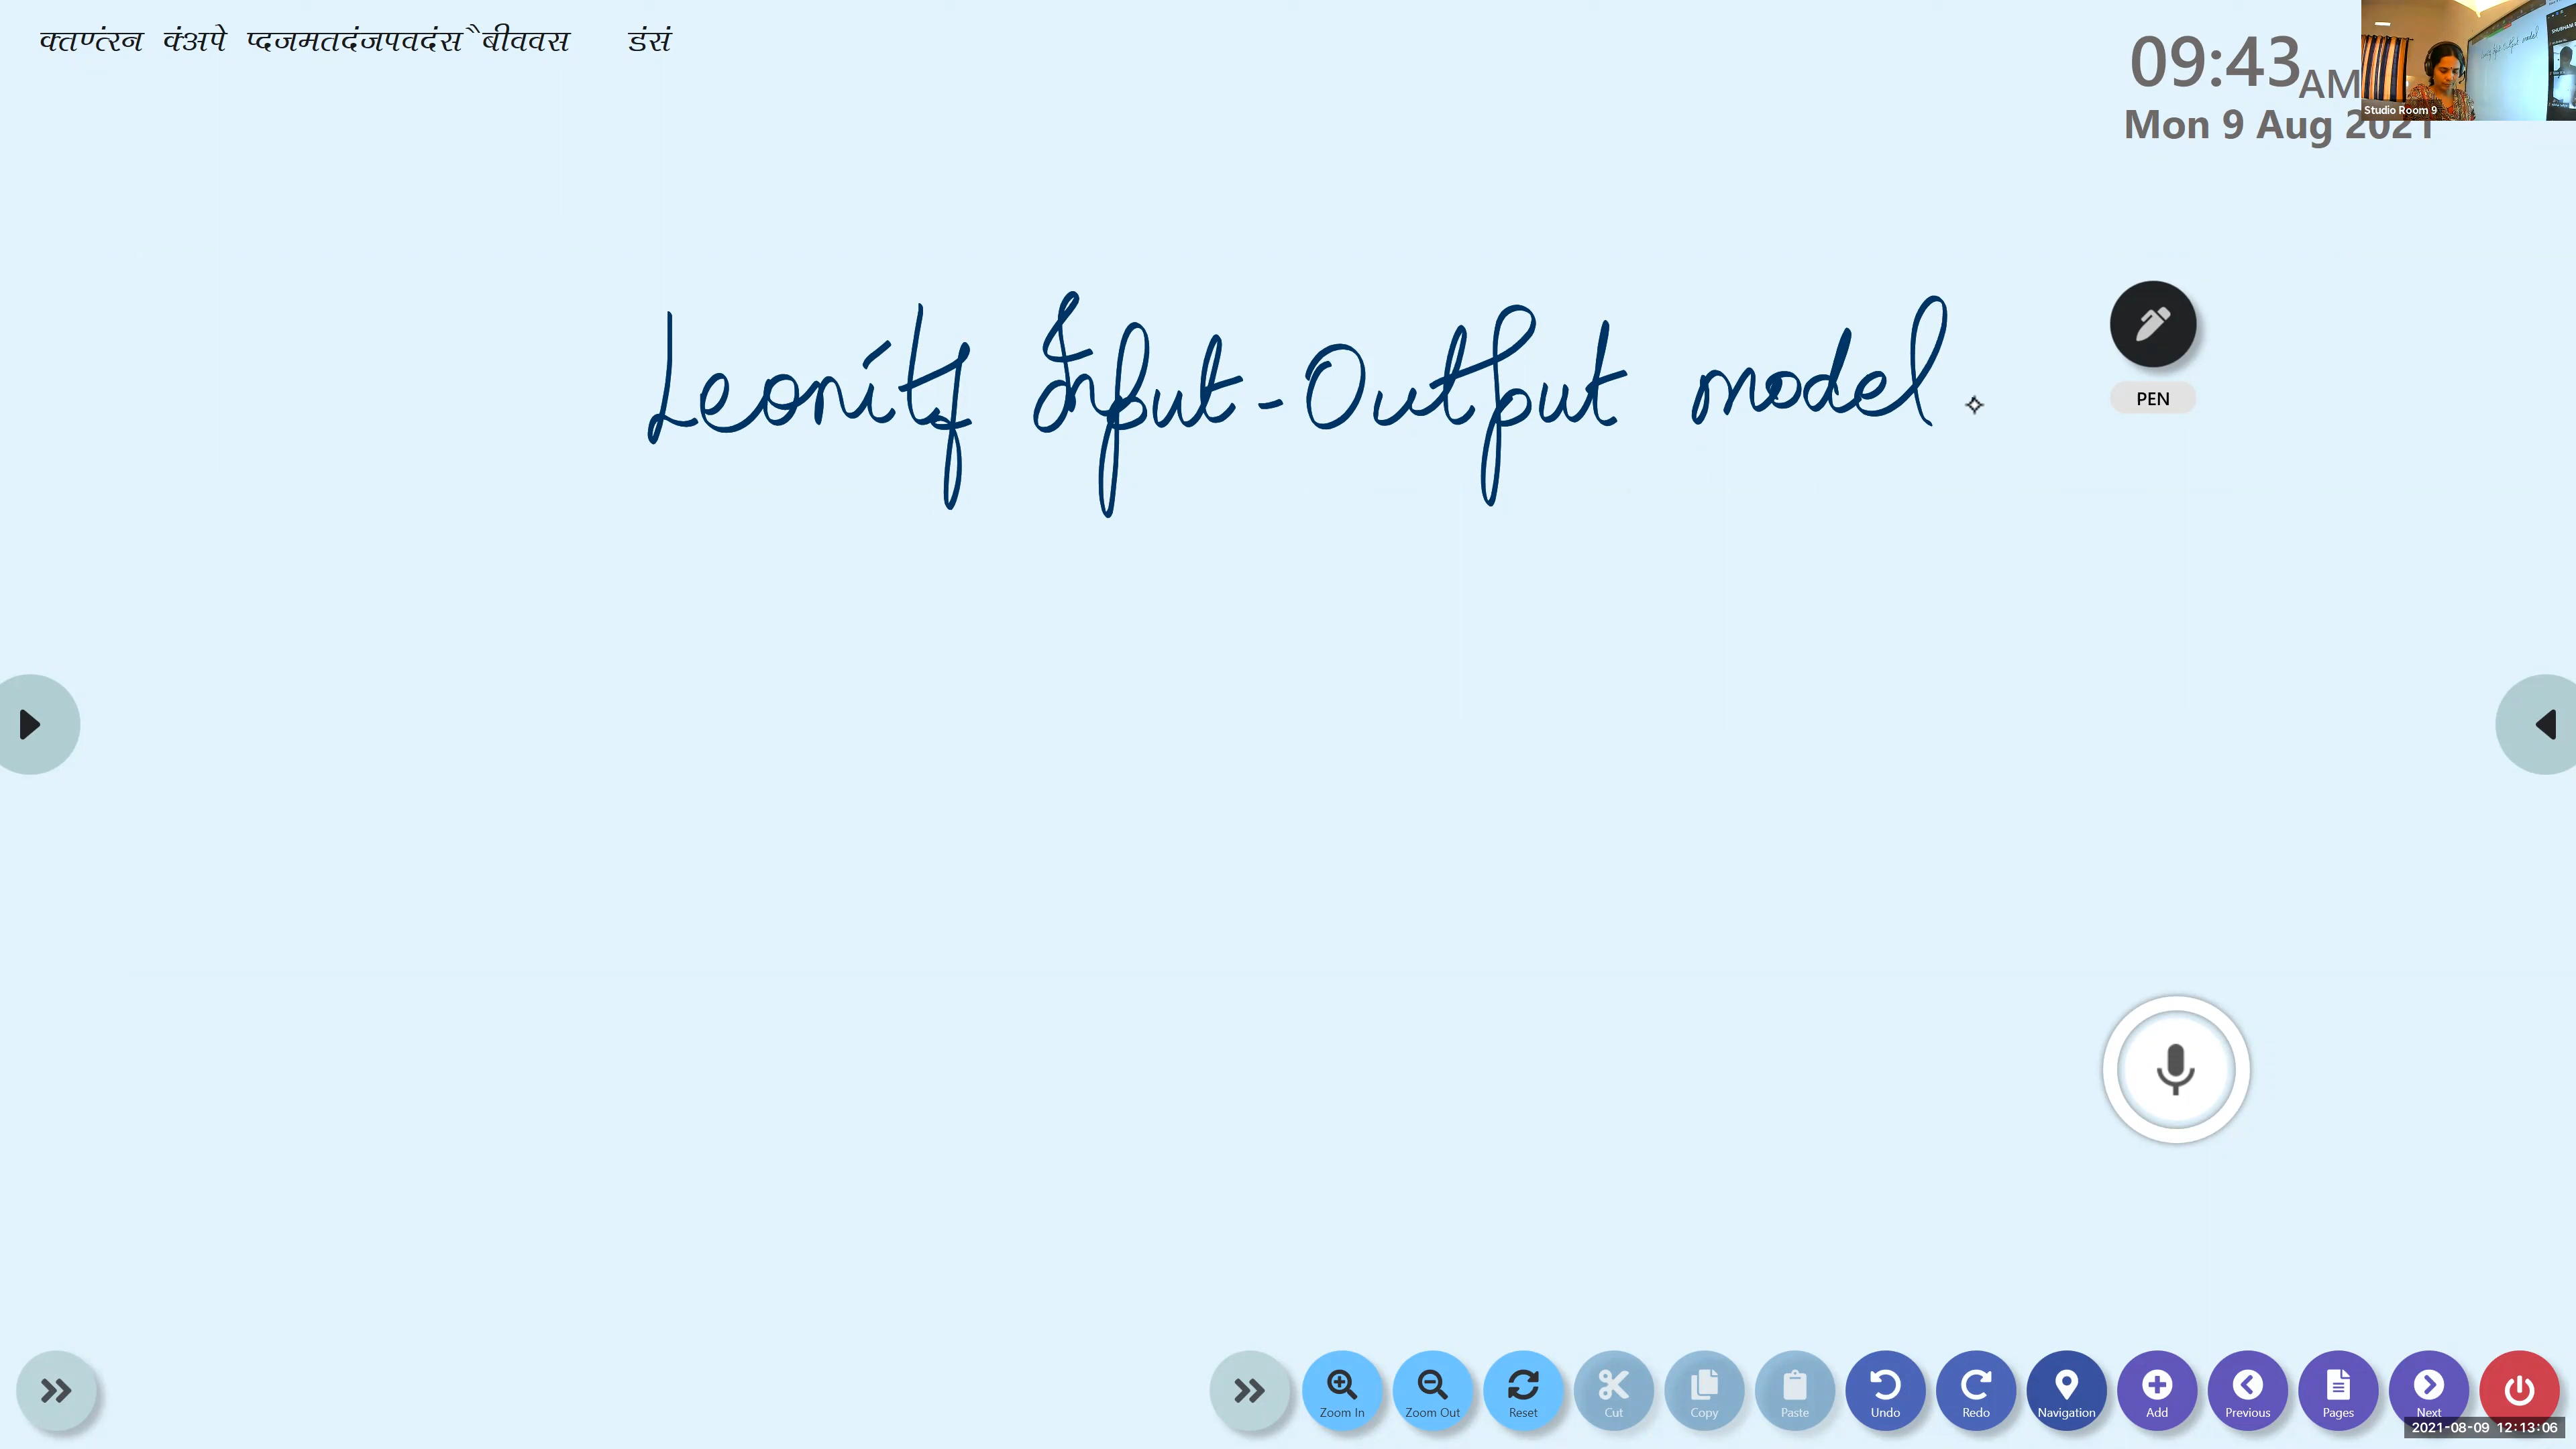 क्तण्ंरन कंअपे प्दजमतदंजपवदंस ैबीववस डंसं
09:43 AM
Mon 9 Aug 2021
Studio Room 9
Leonitf Input-Output model.
PEN
Zoom In Zoom Out Reset Cut Copy Paste Undo Redo Navigation Add Previous Pages Next
2021-08-09 12:13:06